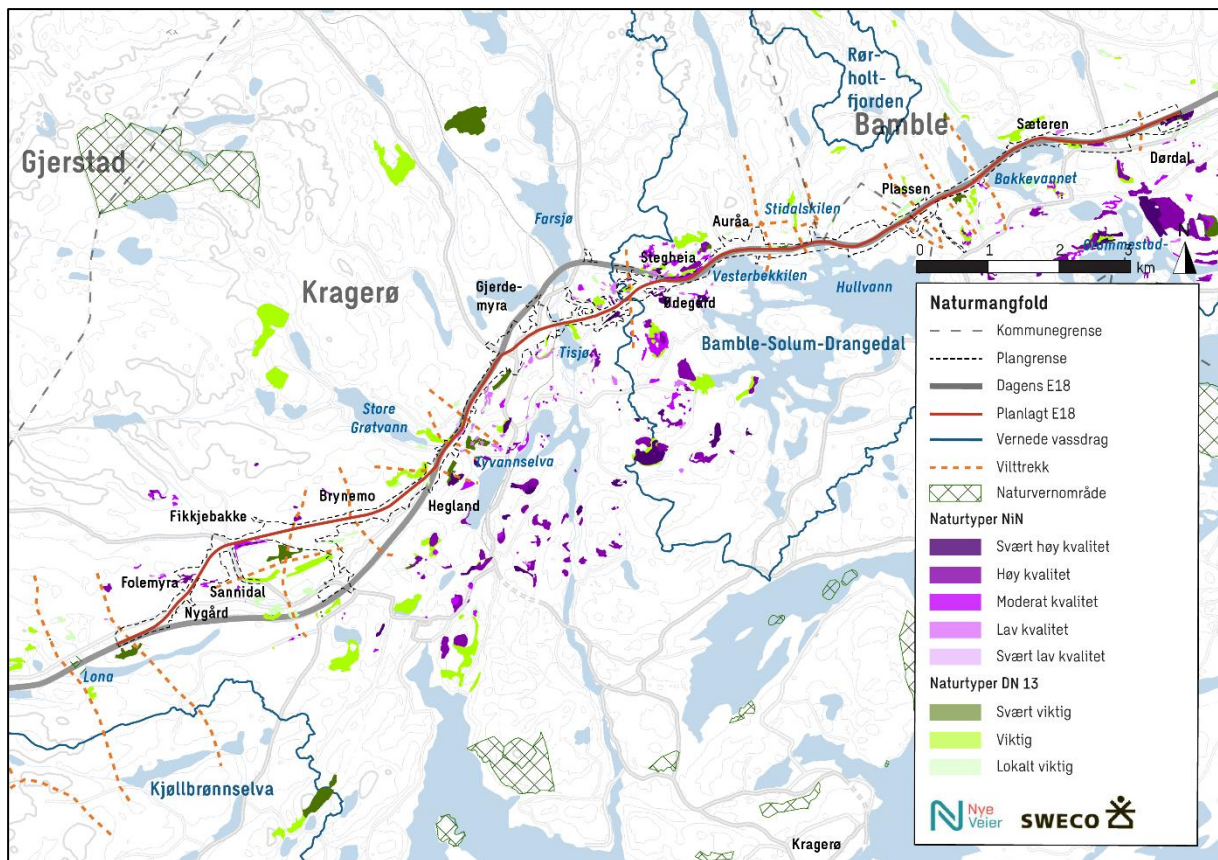 Rør-
holt-
fjorden
Bamble
Sæteren
Gjerstad
Dørdal
Bakkevannet
Plassen
Stidalskilen
Auråa
Farsjø
Stegheia
Vesterbekkilen
Hullvann
Ødegård
Gjerde-
myra
Kragerø
Tisjø
Bamble-Solum-Drangedal
Store
Grøtvann
Tyvannselva
Hegland
Brynemo
Fikkjebakke
Folemyra
Sannidal
Nygård
Lona
Kjøllbrønnselva
Kragerø
N
0 1 2 3
km
Naturmangfold
Kommunegrense
Plangrense
Dagens E18
Planlagt E18
Vernede vassdrag
Vilttrekk
Naturvernområde
Naturtyper NiN
Svært høy kvalitet
Høy kvalitet
Moderat kvalitet
Lav kvalitet
Svært lav kvalitet
Naturtyper DN 13
Svært viktig
Viktig
Lokalt viktig
Nye
Veier
SWECO